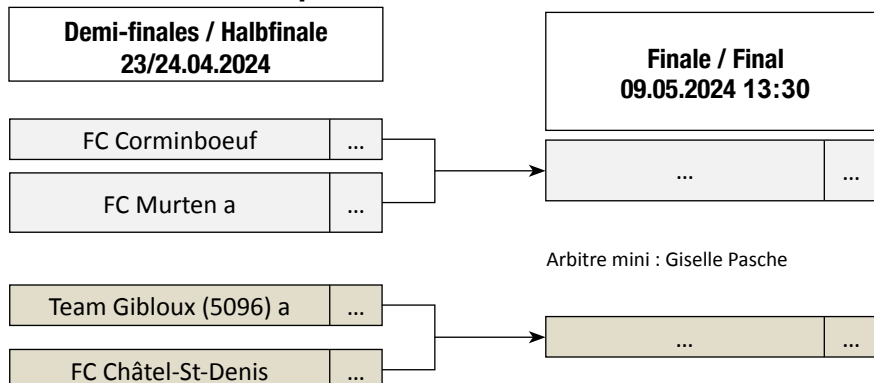 Demi-finales / Halbfinale
23/24.04.2024
Finale / Final
09.05.2024 13:30
FC Corminboeuf ...
FC Murten a ...
... ...
Arbitre mini : Giselle Pasche
Team Gibloux (5096) a ...
FC Châtel-St-Denis ...
... ...